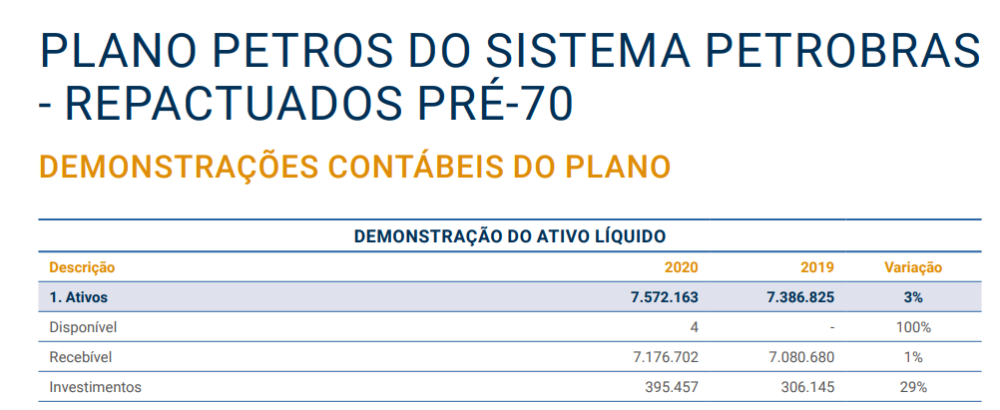 PLANO PETROS DO SISTEMA PETROBRAS
- REPACTUADOS PRÉ-70
DEMONSTRAÇÕES CONTÁBEIS DO PLANO
DEMONSTRAÇÃO DO ATIVO LÍQUIDO
Descrição 2020 2019 Variação
1. Ativos 7.572.163 7.386.825 3%
Disponível 4 - 100%
Recebível 7.176.702 7.080.680 1%
Investimentos 395.457 306.145 29%